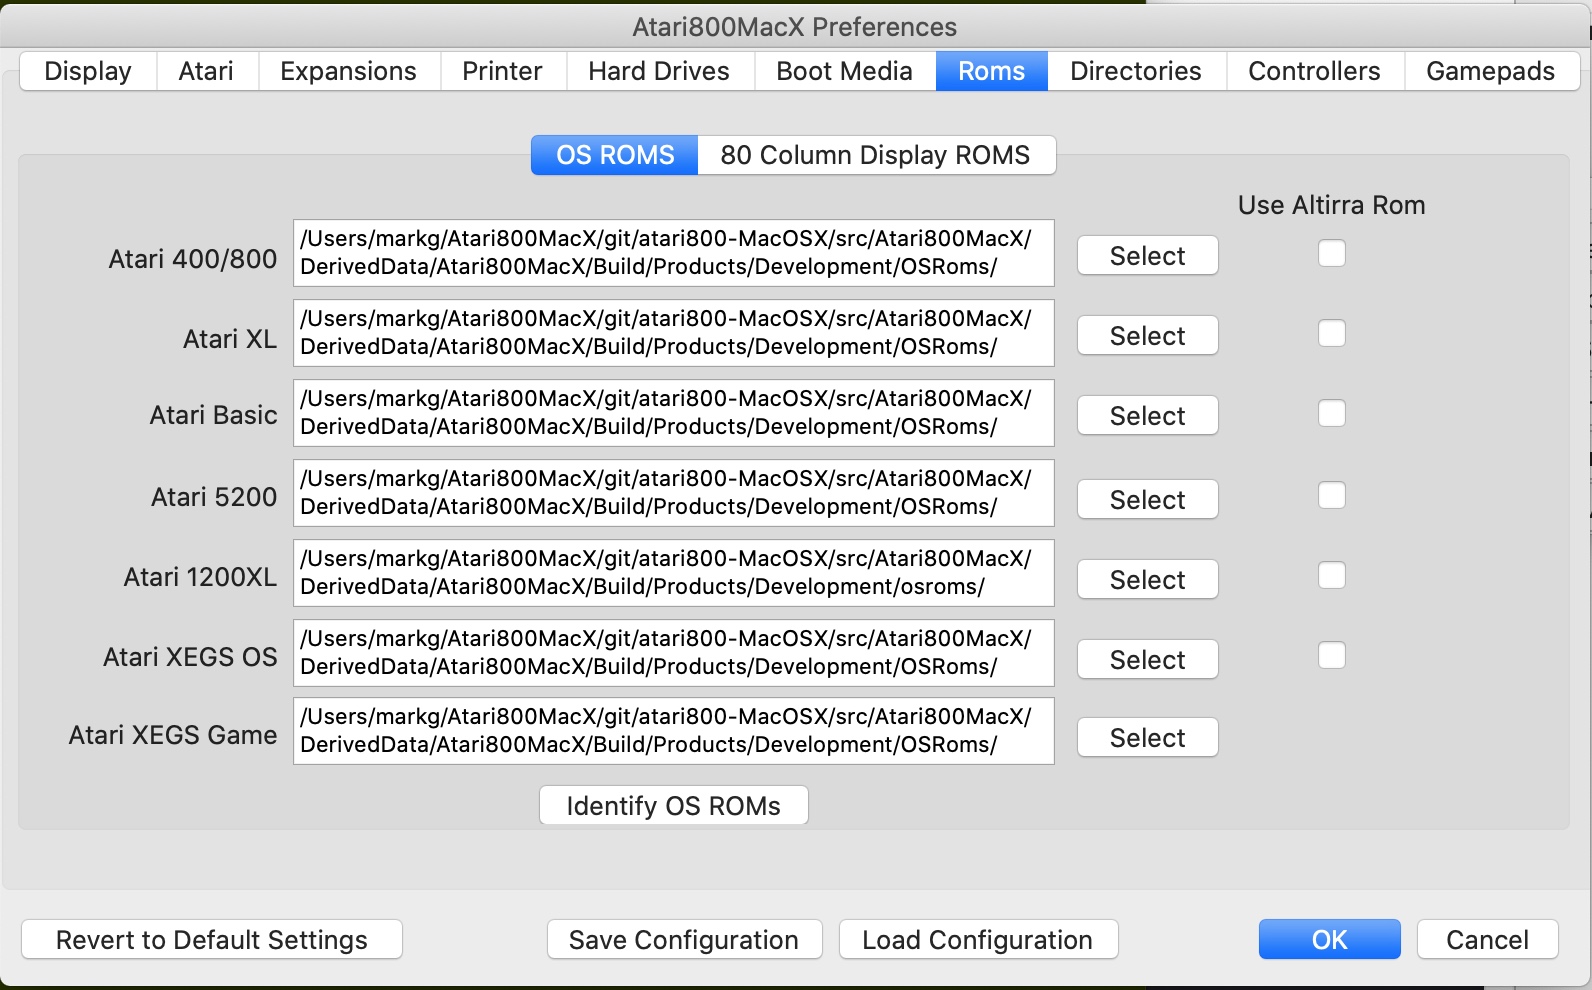 Atari800MacX Preferences
Display Atari Expansions Printer Hard Drives Boot Media Roms Directories Controllers Gamepads
OS ROMS 80 Column Display ROMS
Use Altirra Rom
Atari 400/800
/Users/markg/Atari800MacX/git/atari800-MacOSX/src/Atari800MacX/
DerivedData/Atari800MacX/Build/Products/Development/OSRoms/
Select
Atari XL
/Users/markg/Atari800MacX/git/atari800-MacOSX/src/Atari800MacX/
DerivedData/Atari800MacX/Build/Products/Development/OSRoms/
Select
Atari Basic
/Users/markg/Atari800MacX/git/atari800-MacOSX/src/Atari800MacX/
DerivedData/Atari800MacX/Build/Products/Development/OSRoms/
Select
Atari 5200
/Users/markg/Atari800MacX/git/atari800-MacOSX/src/Atari800MacX/
DerivedData/Atari800MacX/Build/Products/Development/OSRoms/
Select
Atari 1200XL
/Users/markg/Atari800MacX/git/atari800-MacOSX/src/Atari800MacX/
DerivedData/Atari800MacX/Build/Products/Development/osroms/
Select
Atari XEGS OS
/Users/markg/Atari800MacX/git/atari800-MacOSX/src/Atari800MacX/
DerivedData/Atari800MacX/Build/Products/Development/OSRoms/
Select
Atari XEGS Game
/Users/markg/Atari800MacX/git/atari800-MacOSX/src/Atari800MacX/
DerivedData/Atari800MacX/Build/Products/Development/OSRoms/
Select
Identify OS ROMs
Revert to Default Settings Save Configuration Load Configuration OK Cancel